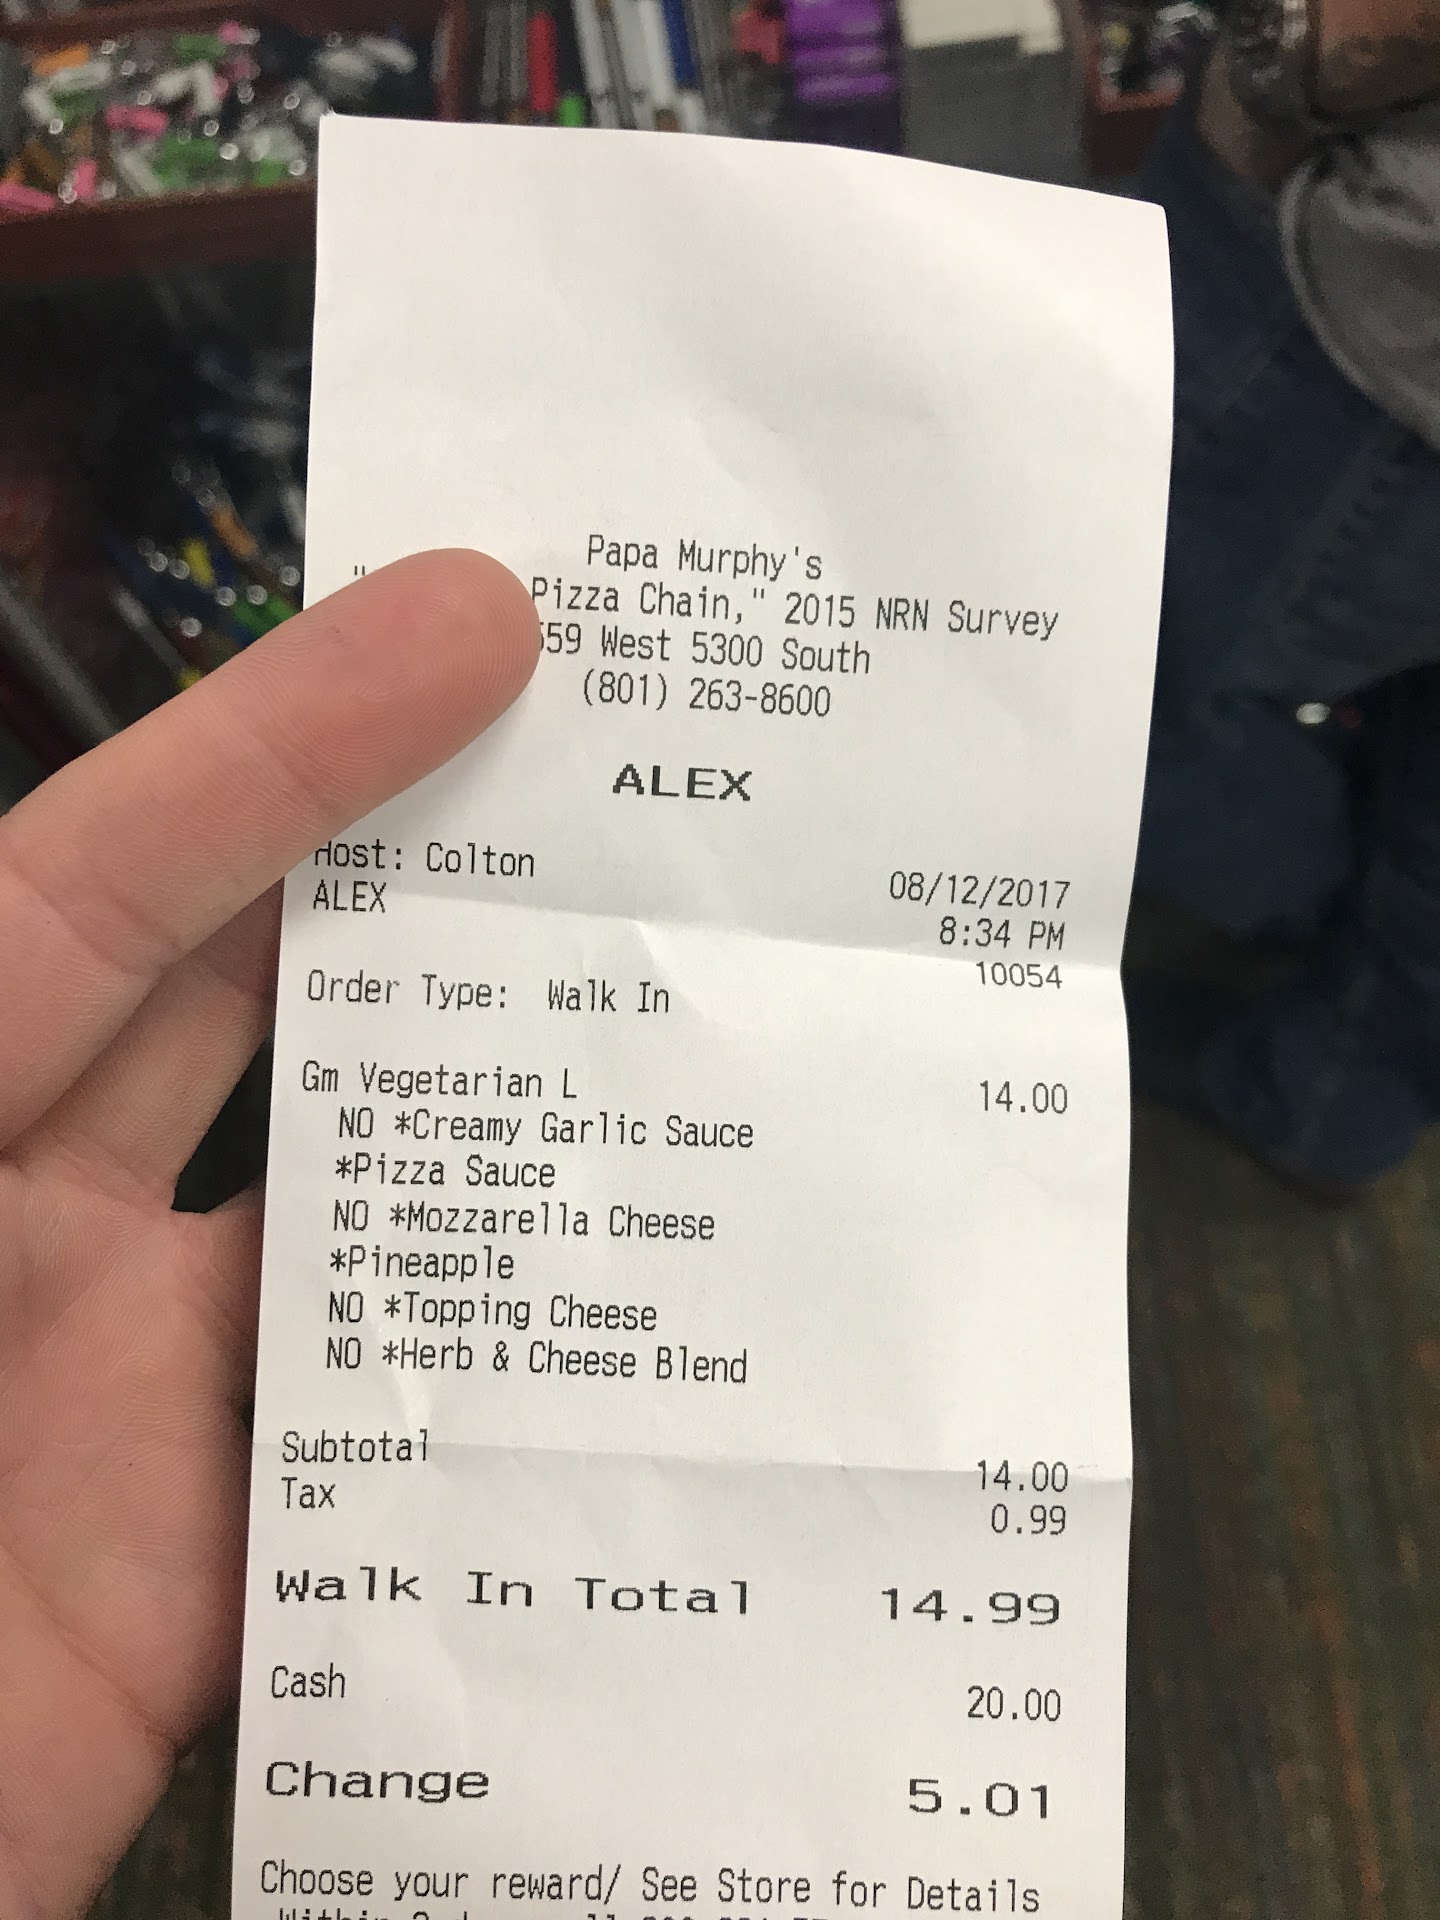 Papa Murphy's
" Pizza Chain," 2015 NRN Survey
59 West 5300 South
(801) 263-8600
ALEX
Host: Colton 08/12/2017
ALEX 8:34 PM
10054
Order Type: Walk In
Gm Vegetarian L 14.00
NO *Creamy Garlic Sauce
*Pizza Sauce
NO *Mozzarella Cheese
*Pineapple
NO *Topping Cheese
NO *Herb & Cheese Blend
Subtotal 14.00
Tax 0.99
Walk In Total 14.99
Cash 20.00
Change 5.01
Choose your reward/ See Store for Details